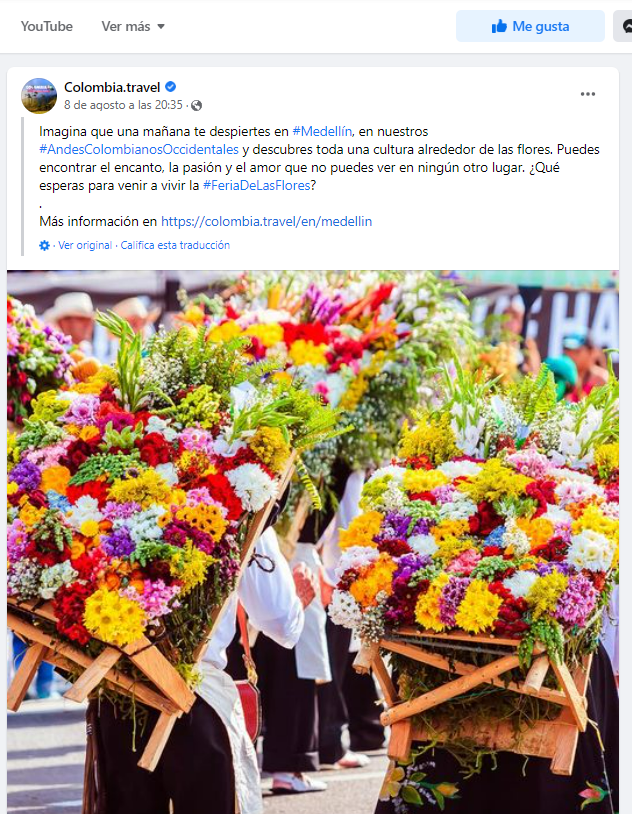 YouTube Ver más Me gusta
Colombia.travel
8 de agosto a las 20:35 ·
Imagina que una mañana te despiertes en #Medellín, en nuestros
#AndesColombianosOccidentales y descubres toda una cultura alrededor de las flores. Puedes
encontrar el encanto, la pasión y el amor que no puedes ver en ningún otro lugar. ¿Qué
esperas para venir a vivir la #FeriaDeLasFlores?
.
Más información en https://colombia.travel/en/medellin
· Ver original · Califica esta traducción